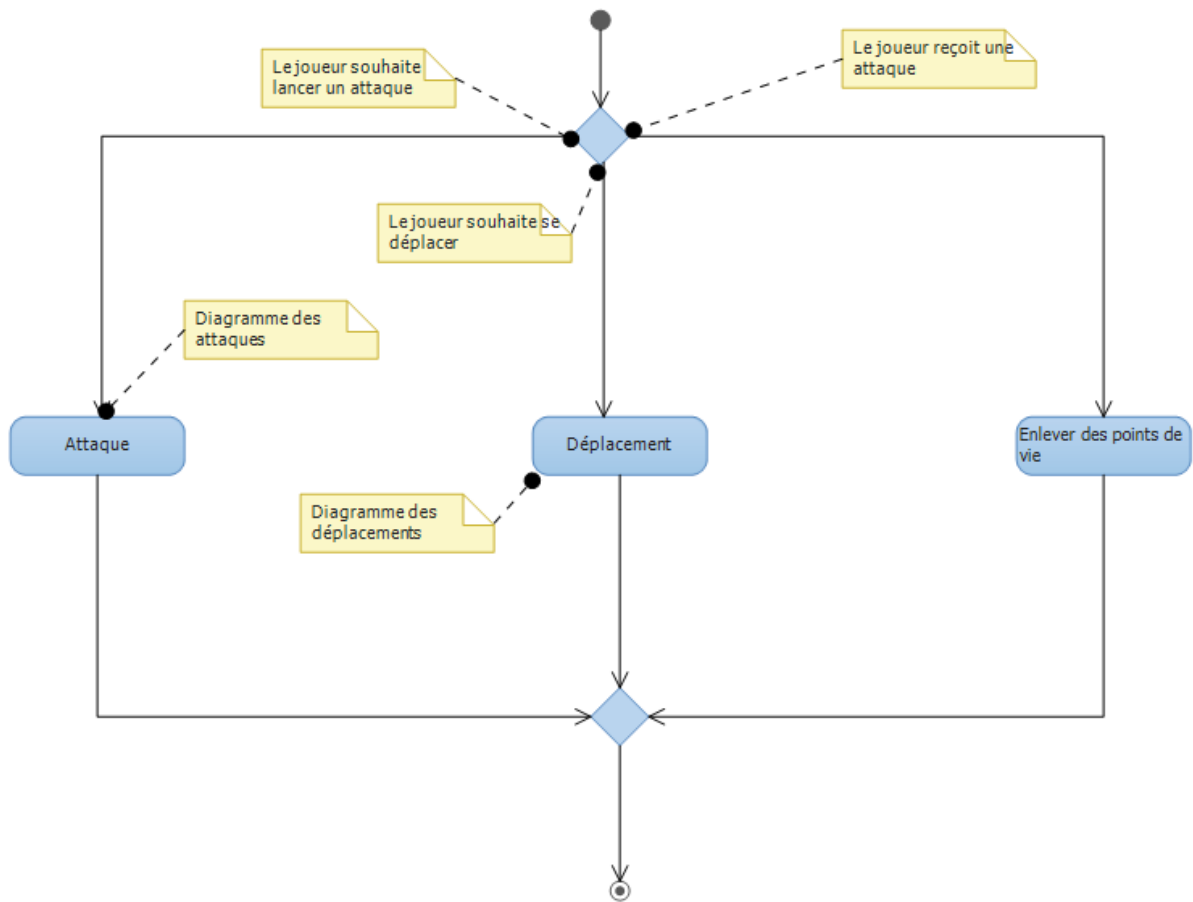 Le joueur souhaite
lancer un attaque
Le joueur reçoit une
attaque
Le joueur souhaite se
déplacer
Diagramme des
attaques
Attaque
Déplacement
Enlever des points de
vie
Diagramme des
déplacements